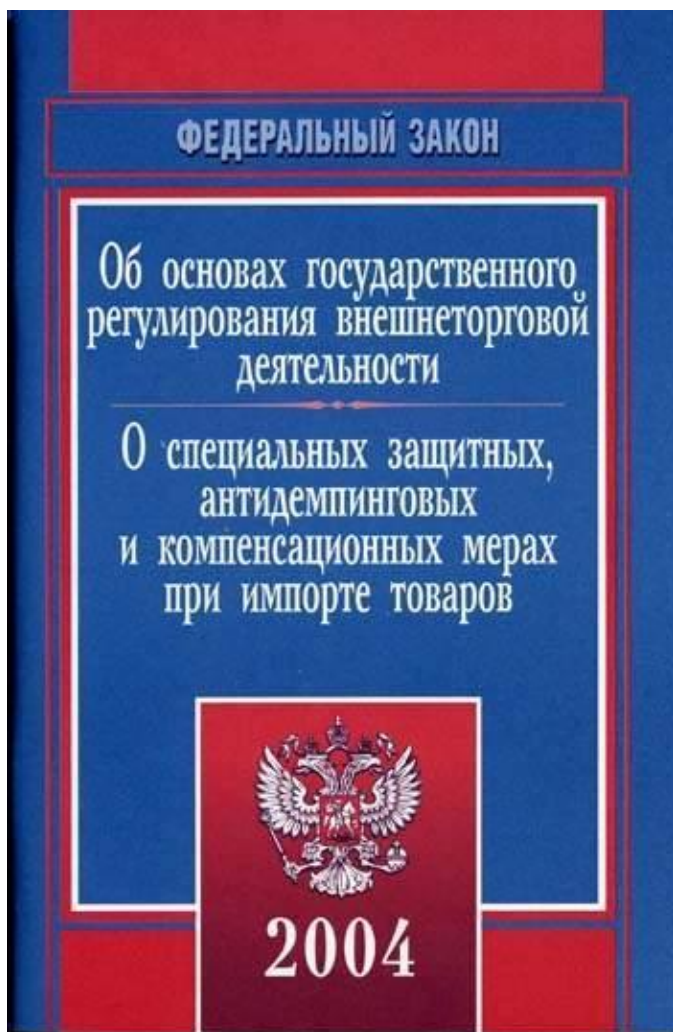 ФЕДЕРАЛЬНЫЙ ЗАКОН
Об основах государственного
регулирования внешнеторговой
деятельности
О специальных защитных,
антидемпинговых
и компенсационных мерах
при импорте товаров
2004